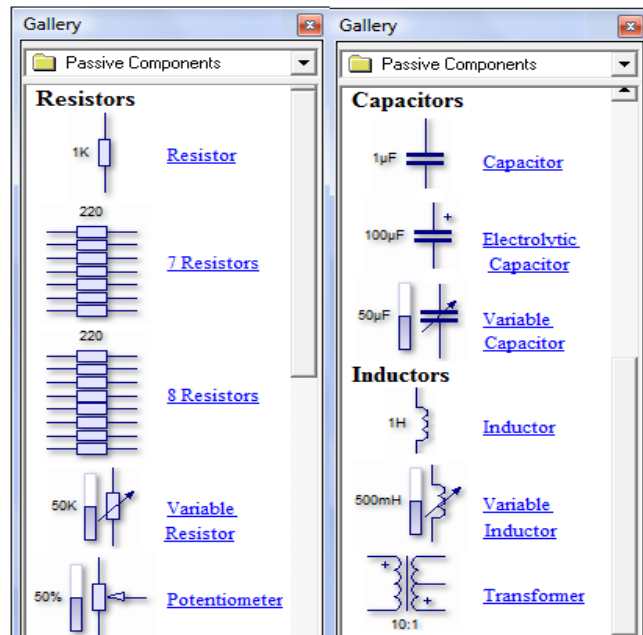 Gallery
Passive Components
Resistors
1K
Resistor
220
7 Resistors
220
8 Resistors
50K
Variable
Resistor
50%
Potentiometer
Gallery
Passive Components
Capacitors
1µF
Capacitor
+
100µF
Electrolytic
Capacitor
50µF
Variable
Capacitor
Inductors
1H
Inductor
500mH
Variable
Inductor
+
+
Transformer
10:1